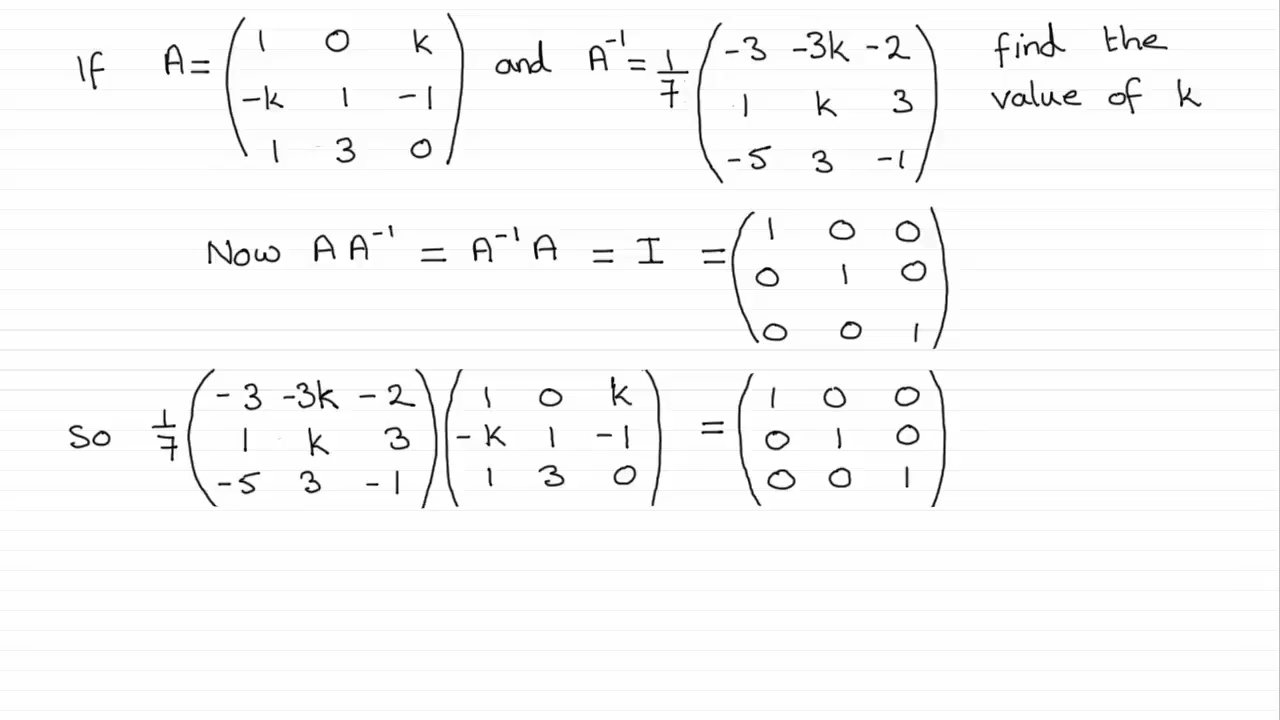 If A = ( 1 0 k ; -k 1 -1 ; 1 3 0 ) and A⁻¹ = 1/7 ( -3 -3k -2 ; 1 k 3 ; -5 3 -1 ) find the value of k
Now A A⁻¹ = A⁻¹ A = I = ( 1 0 0 ; 0 1 0 ; 0 0 1 )
So 1/7 ( -3 -3k -2 ; 1 k 3 ; -5 3 -1 ) ( 1 0 k ; -k 1 -1 ; 1 3 0 ) = ( 1 0 0 ; 0 1 0 ; 0 0 1 )